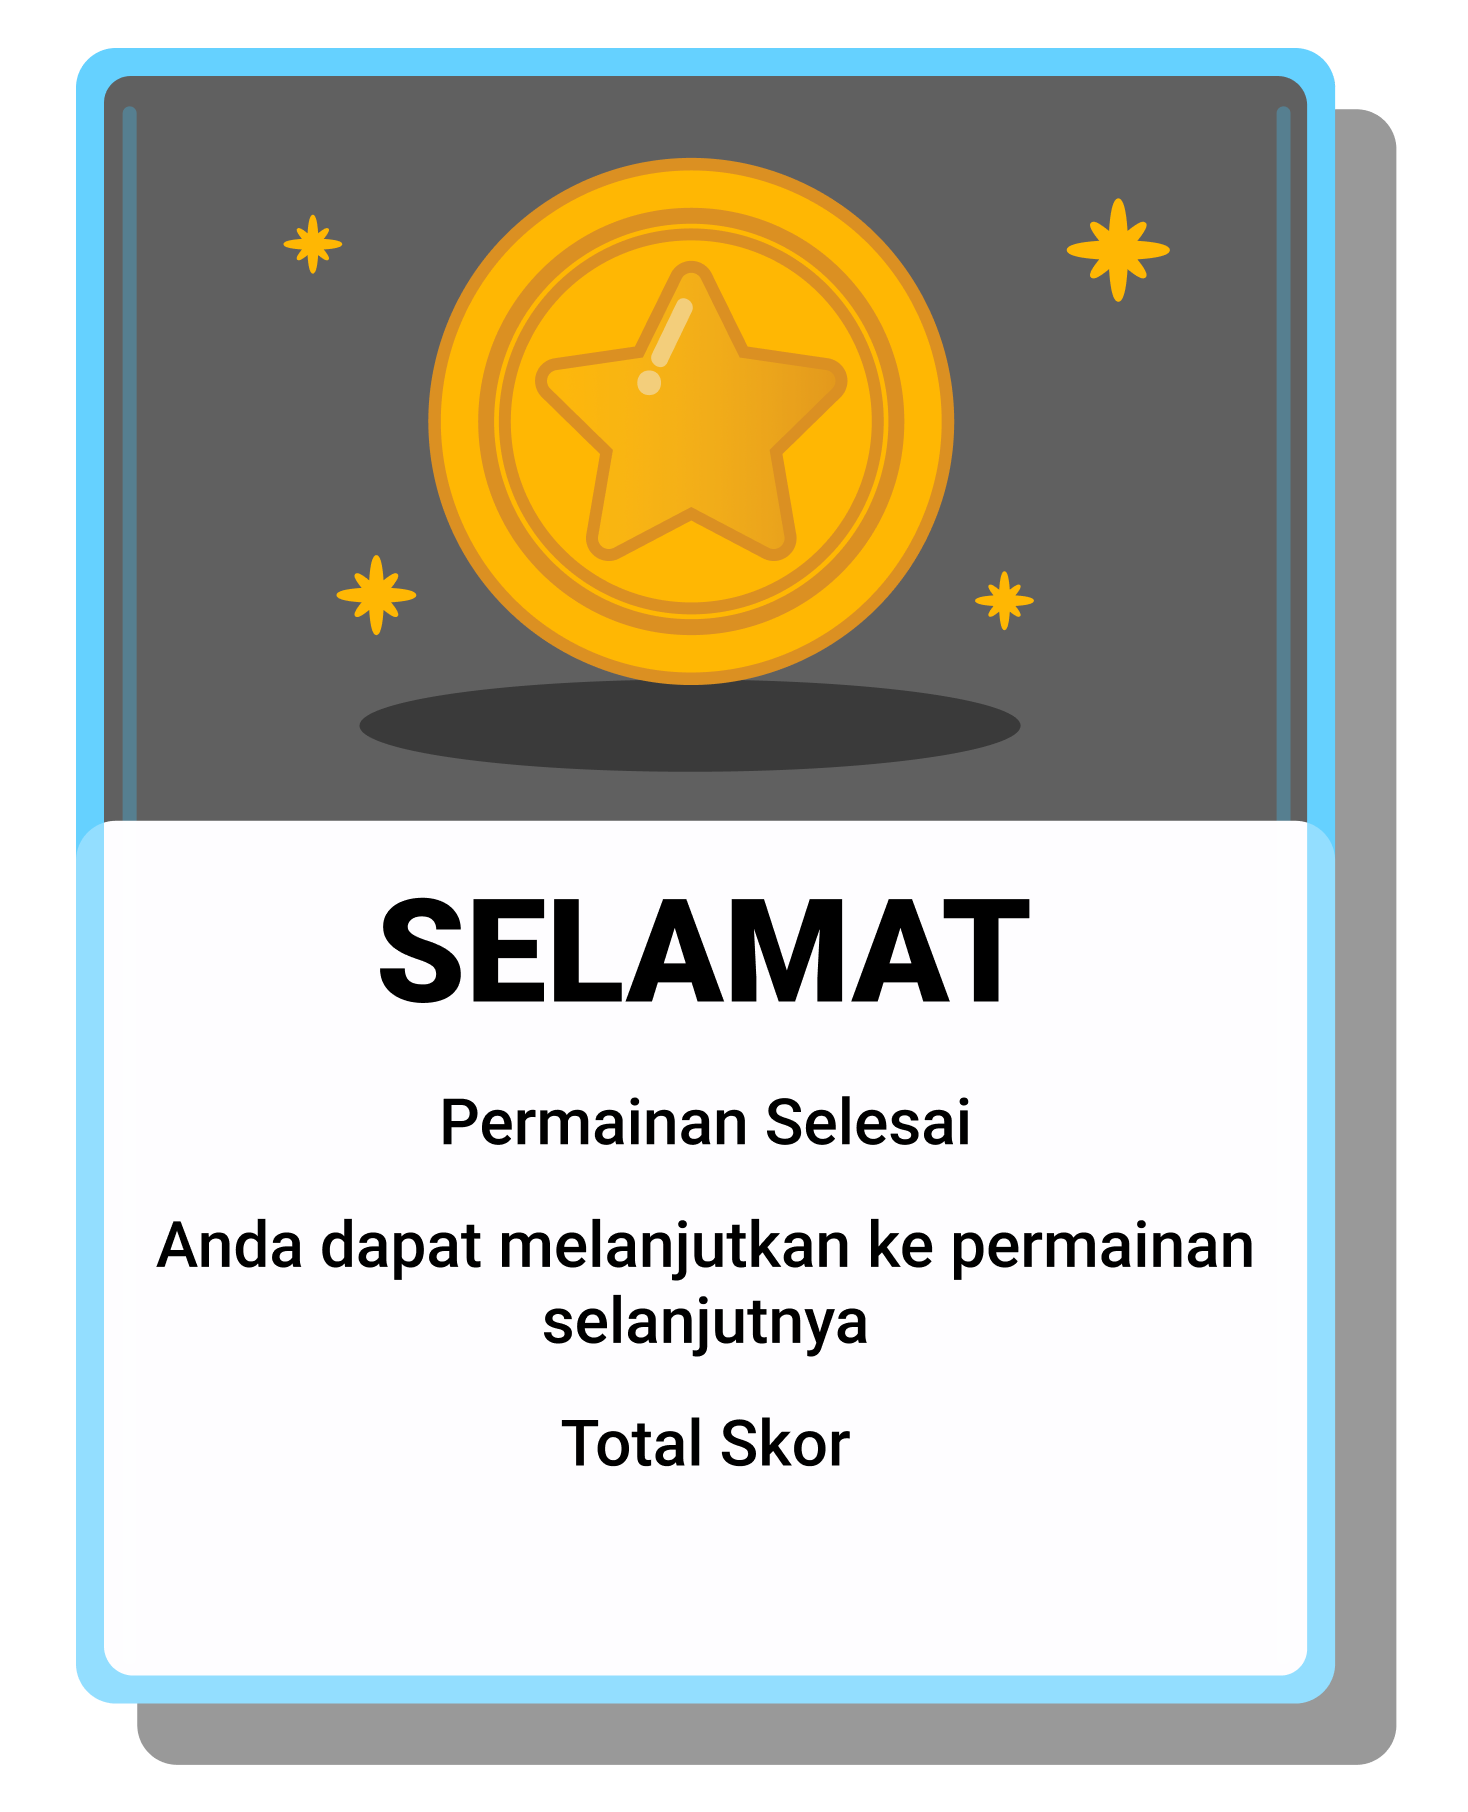 SELAMAT
Permainan Selesai
Anda dapat melanjutkan ke permainan
selanjutnya
Total Skor